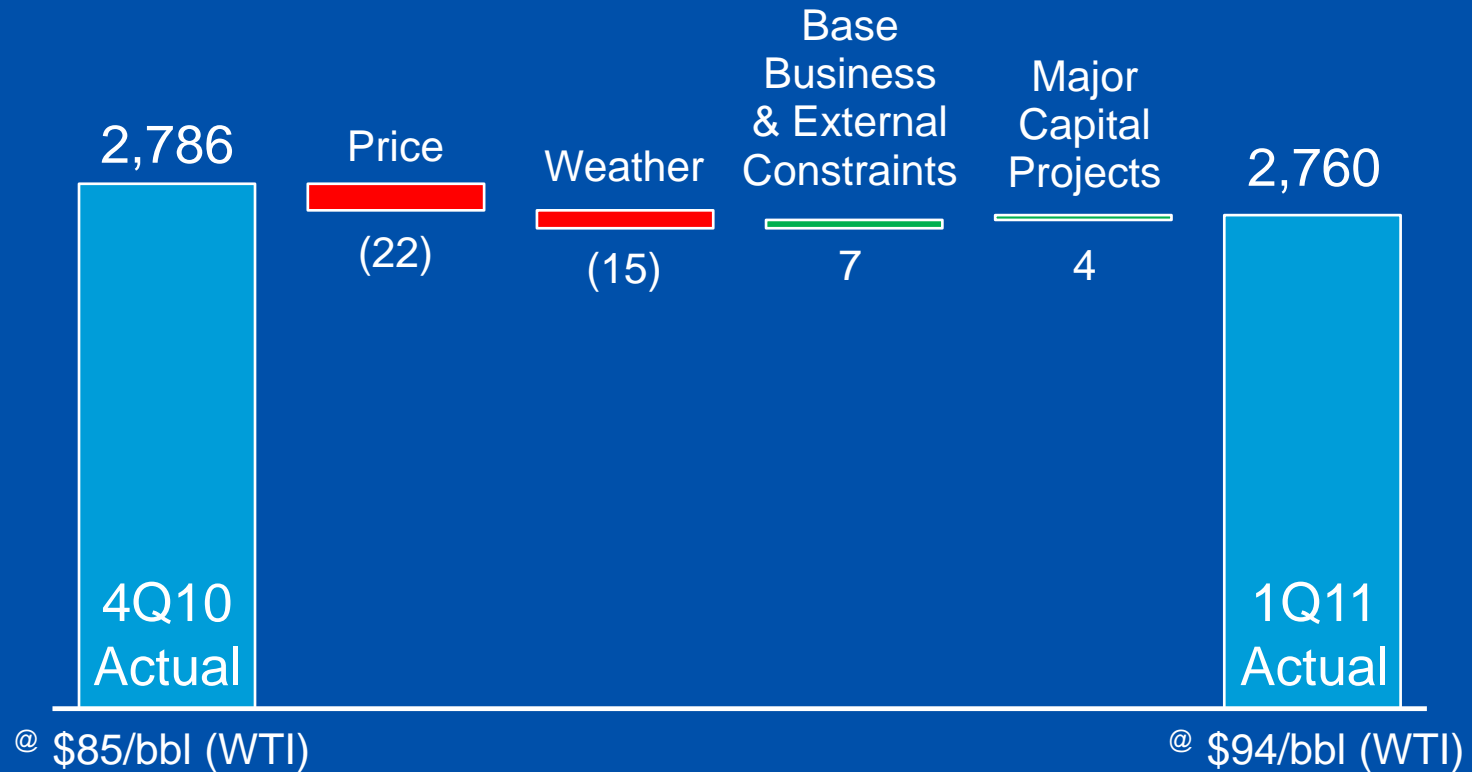 2,786
Price
(22)
Weather
(15)
Base
Business
& External
Constraints
7
Major
Capital
Projects
4
2,760
4Q10
Actual
1Q11
Actual
@ $85/bbl (WTI)
@ $94/bbl (WTI)